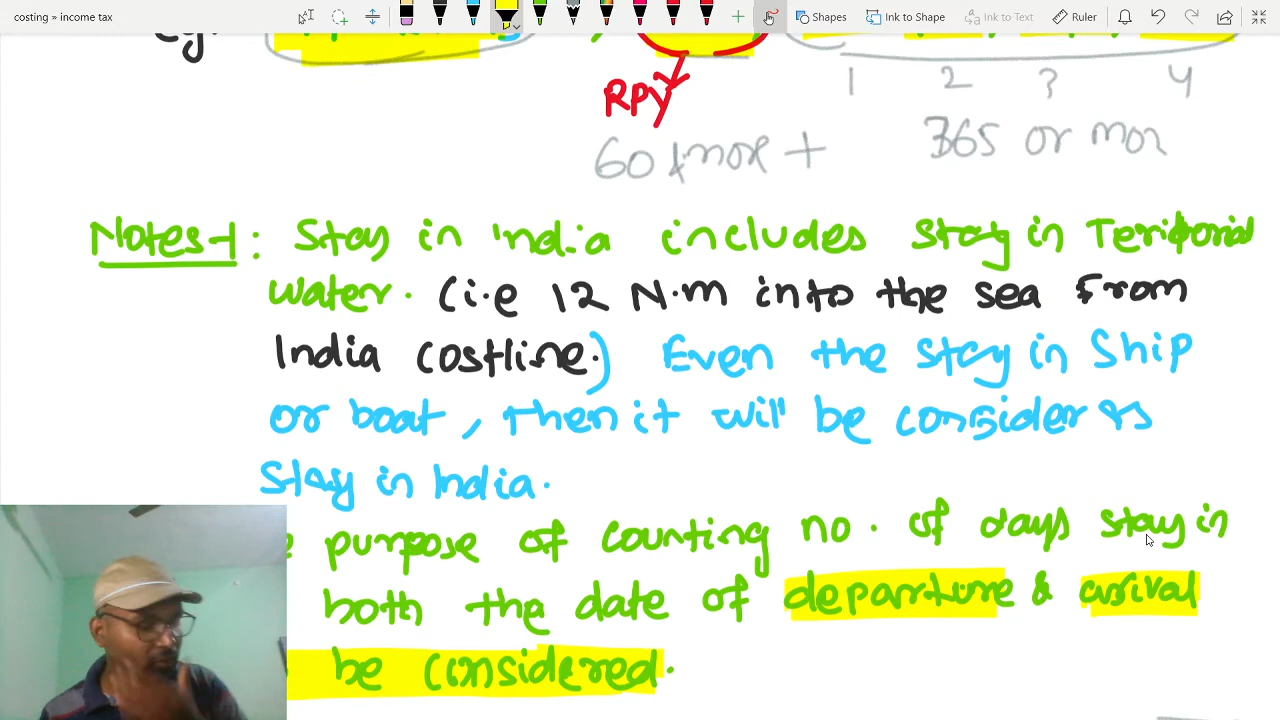 costing » income tax
Shapes Ink to Shape Ink to Text Ruler
Eg.
RPY
1 2 3 4
60 & more + 365 or mor
Notes-1: Stay in India includes stay in Teritorial
water. (i.e 12 N.m into the sea from
India costline.) Even the stay in Ship
or boat, then it will be consider as
stay in India.
purpose of counting no. of days stay in
both the date of departure & arrival
be considered.